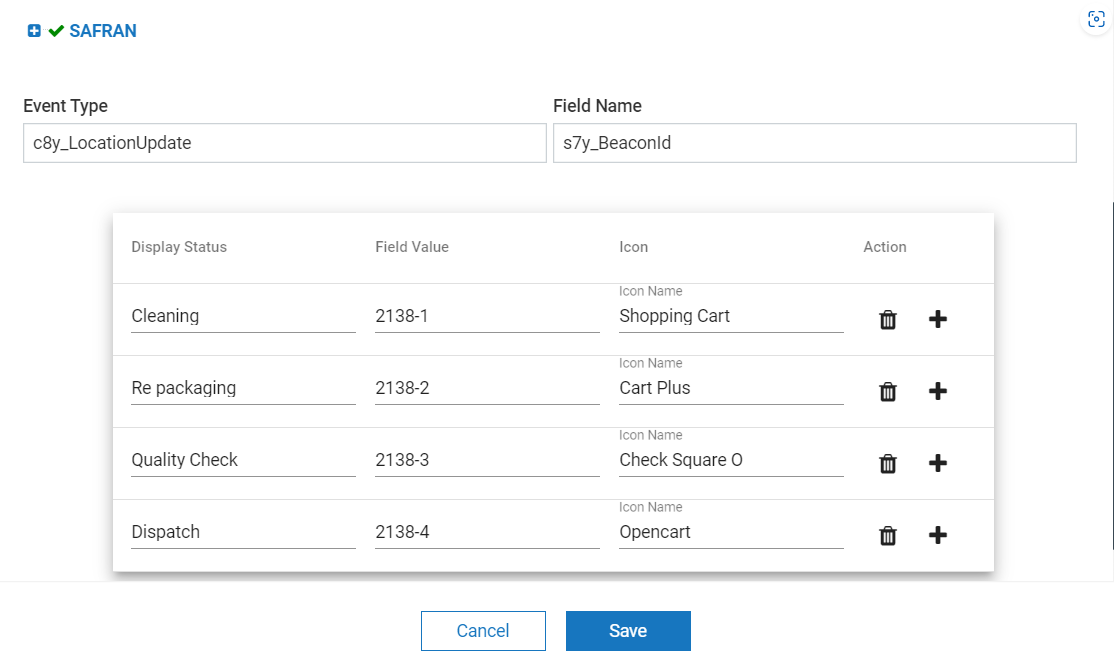 SAFRAN
Event Type Field Name
c8y_LocationUpdate s7y_BeaconId
Display Status Field Value Icon Action
Icon Name
Cleaning 2138-1 Shopping Cart
Icon Name
Re packaging 2138-2 Cart Plus
Icon Name
Quality Check 2138-3 Check Square O
Icon Name
Dispatch 2138-4 Opencart
Cancel Save